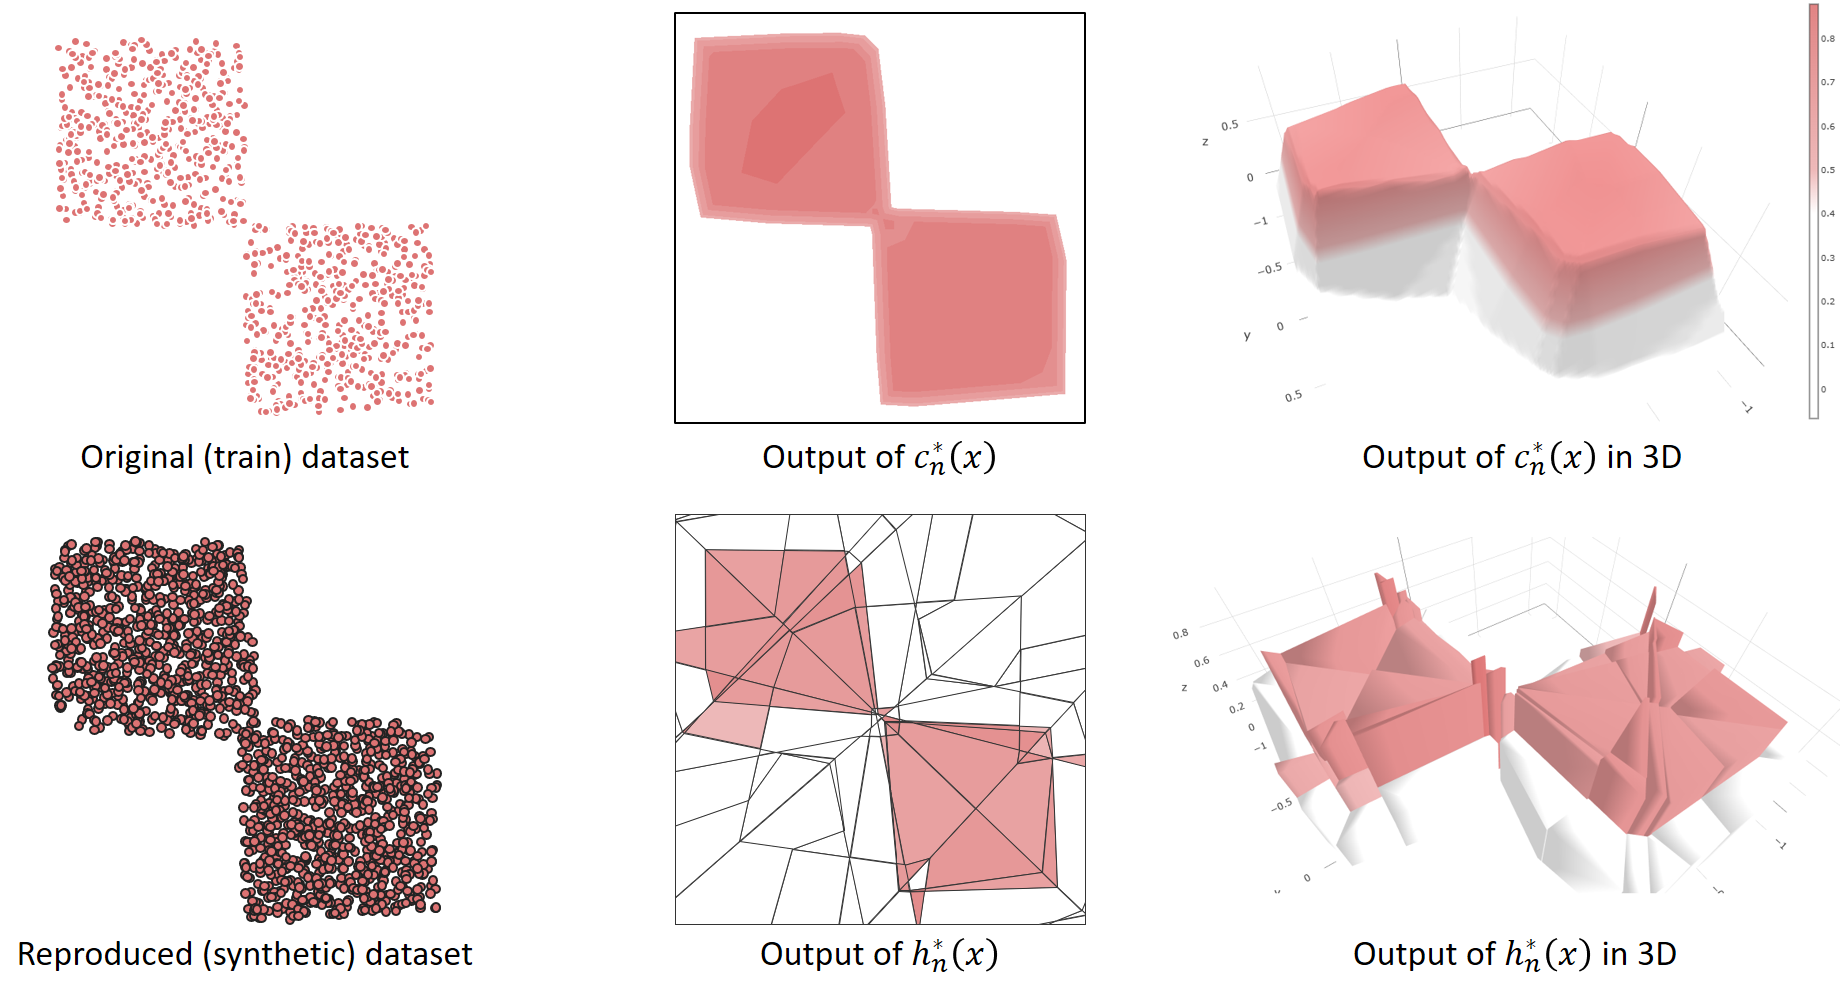 z
0.5
0
−1
−0.5
y
0
0.5
−1
0.8
0.7
0.6
0.5
0.4
0.3
0.2
0.1
0
Original (train) dataset
Output of $c_n^*(x)$
Output of $c_n^*(x)$ in 3D
0.8
0.6
z
0.4
0.2
0
−1
−0.5
0
−1
Reproduced (synthetic) dataset
Output of $h_n^*(x)$
Output of $h_n^*(x)$ in 3D